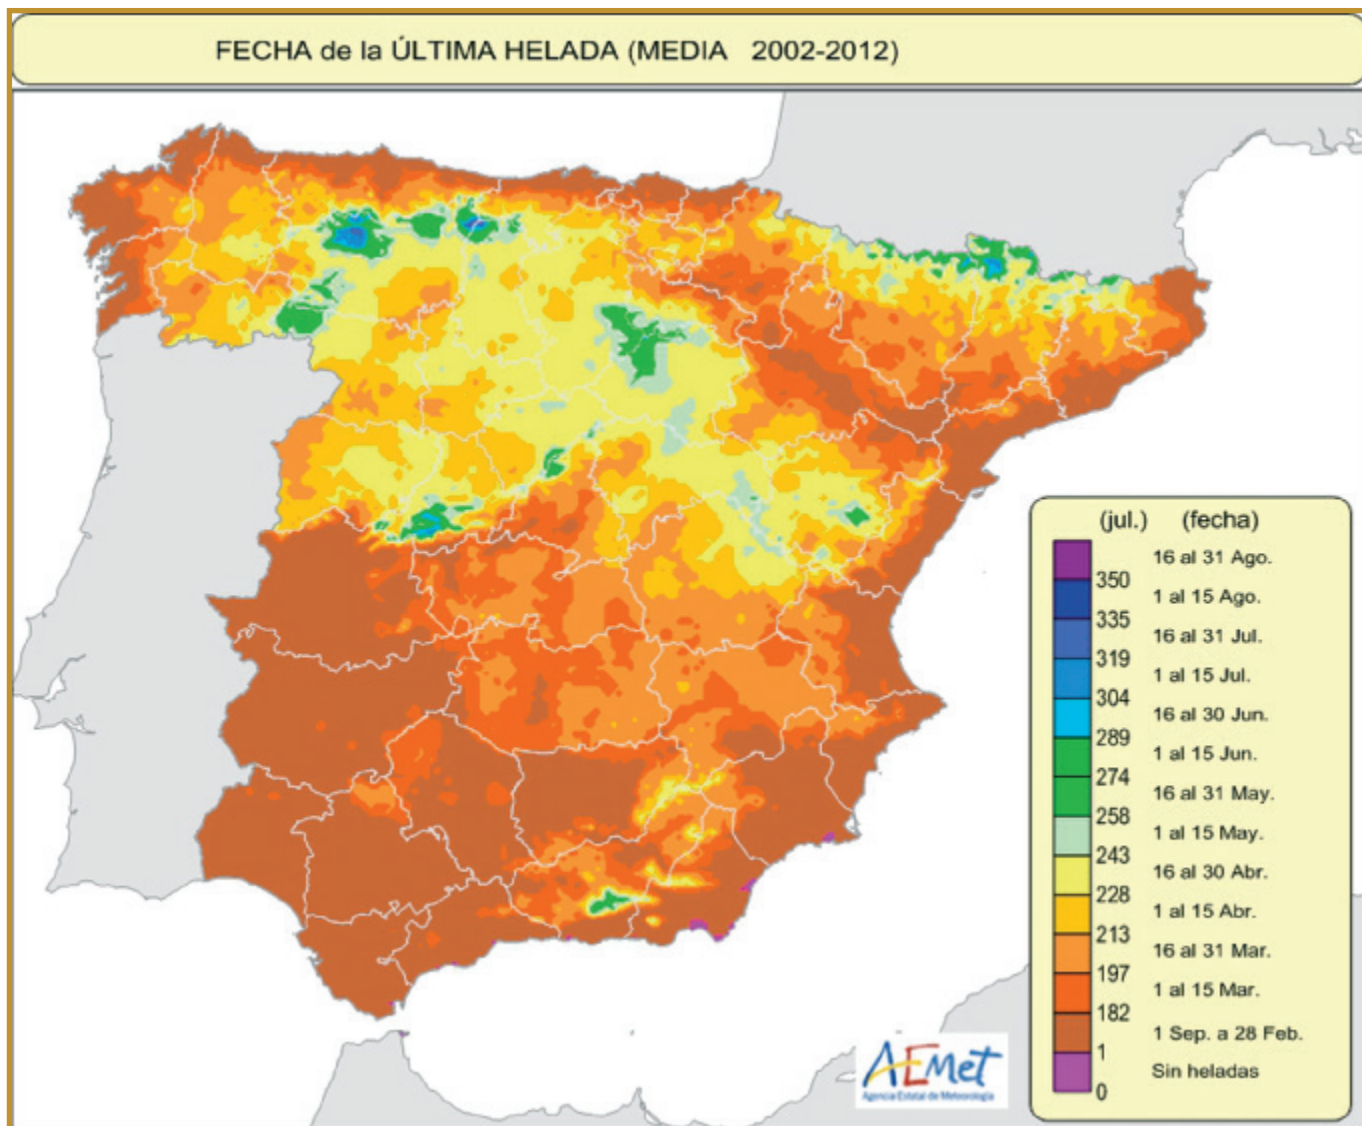 FECHA de la ÚLTIMA HELADA (MEDIA 2002-2012)
(jul.) (fecha)
16 al 31 Ago.
350
1 al 15 Ago.
335
16 al 31 Jul.
319
1 al 15 Jul.
304
16 al 30 Jun.
289
1 al 15 Jun.
274
16 al 31 May.
258
1 al 15 May.
243
16 al 30 Abr.
228
1 al 15 Abr.
213
16 al 31 Mar.
197
1 al 15 Mar.
182
1 Sep. a 28 Feb.
1
Sin heladas
0
AEMet
Agencia Estatal de Meteorología